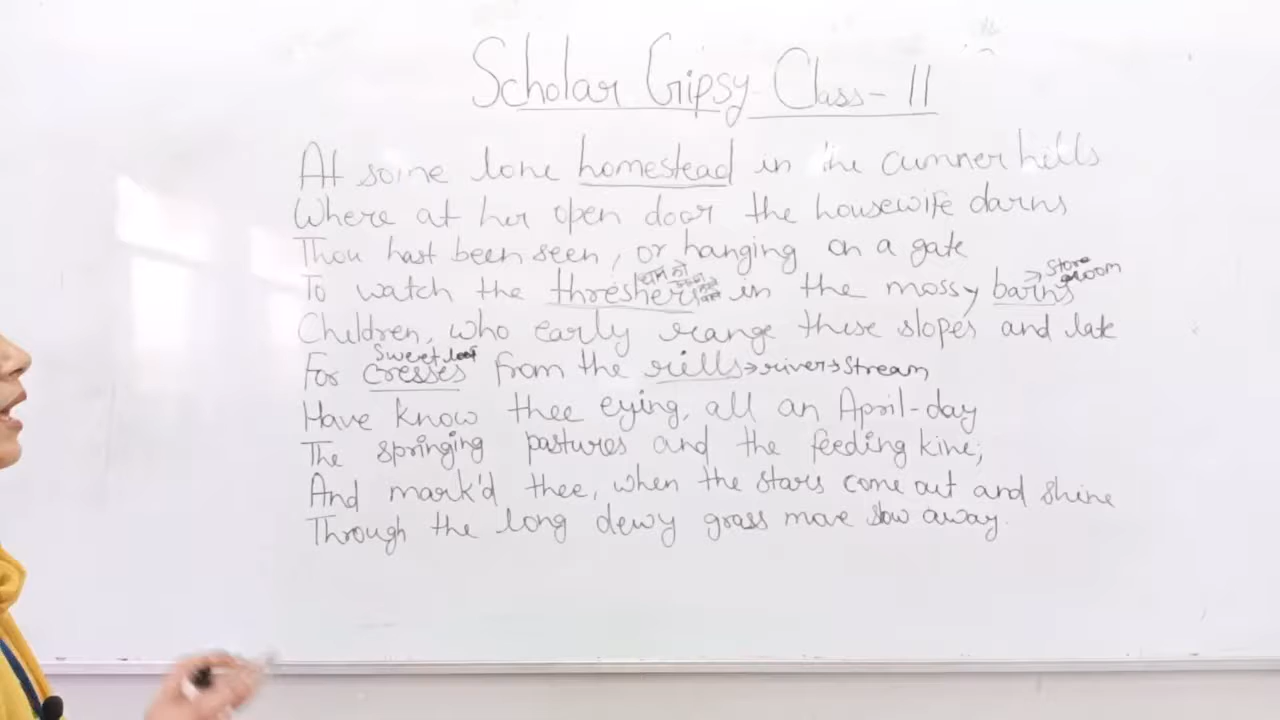 Scholar Gipsy Class - 11
At some lone homestead in the cumner hills
Where at her open door the housewife darns
Thou hast been seen, or hanging on a gate
To watch the threshers in the mossy barns → Store room
Children, who early range these slopes and late
Sweet leaf
For cresses from the rills → river → stream
Have know thee eying, all an April-day
The springing pastures and the feeding kine;
And mark'd thee, when the stars come out and shine
Through the long dewy grass move slow away.